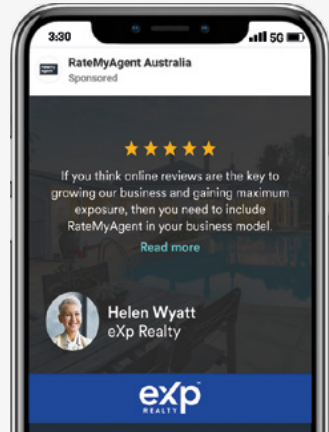 3:30
5G
RateMyAgent Australia
Sponsored
If you think online reviews are the key to
growing our business and gaining maximum
exposure, then you need to include
RateMyAgent in your business model.
Read more
Helen Wyatt
eXp Realty
eXp
REALTY